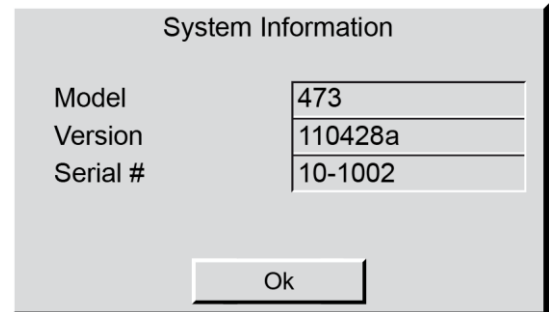 System Information
Model 473
Version 110428a
Serial # 10-1002
Ok